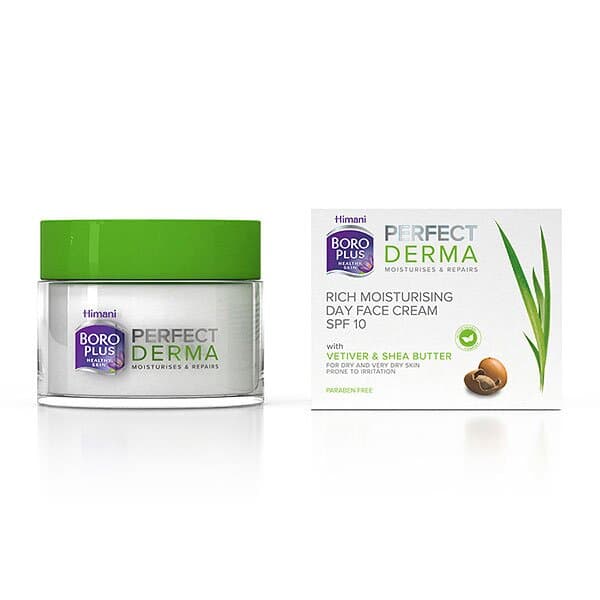 Himani
BORO
PLUS
HEALTHY
SKIN
PERFECT
DERMA
MOISTURISES & REPAIRS
Himani
BORO
PLUS
HEALTHY
SKIN
PERFECT
DERMA
MOISTURISES & REPAIRS
RICH MOISTURISING
DAY FACE CREAM
SPF 10
with
VETIVER & SHEA BUTTER
FOR DRY AND VERY DRY SKIN
PRONE TO IRRITATION
PARABEN FREE